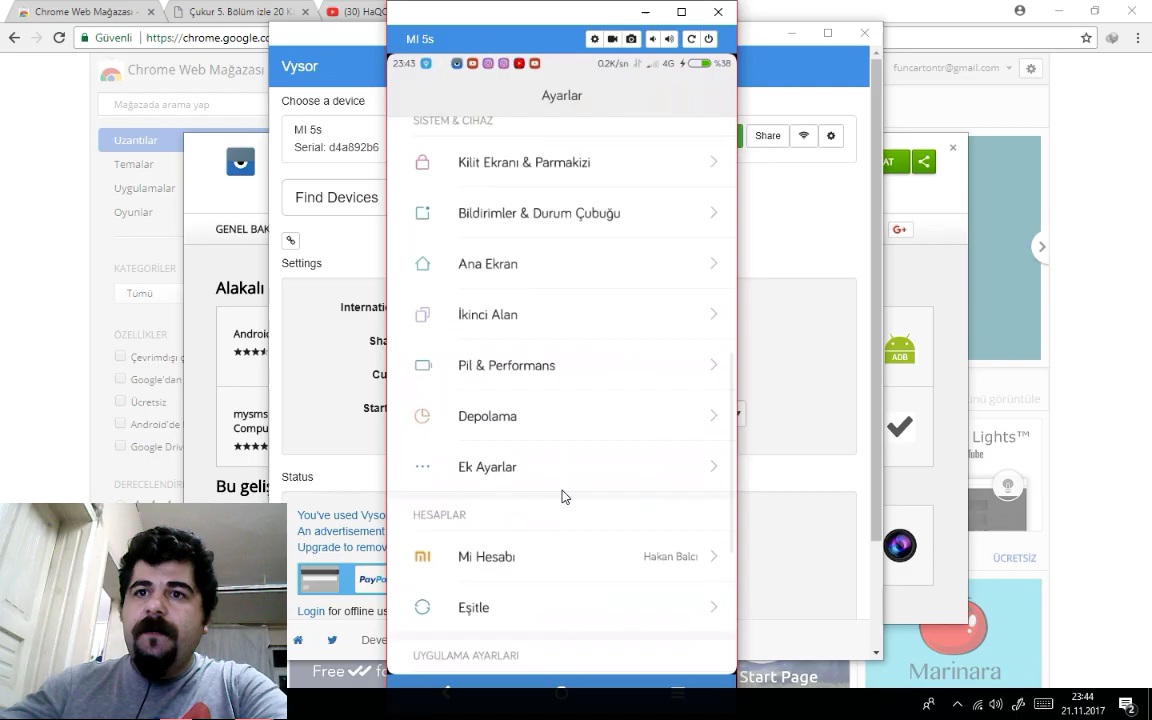 Chrome Web Mağazası -
Çukur 5. Bölüm izle 20 K
(30) HaQC
Güvenli
https://chrome.google.co
Chrome Web Mağazası
funcartontr@gmail.com
Mağazada arama yap
Uzantılar
Temalar
Uygulamalar
Oyunlar
KATEGORİLER
Tümü
ÖZELLİKLER
Çevrimdışı ç
Google'dan
Ücretsiz
Android'de
Google Driv
DERECELENDİR
GENEL BAK
Alakalı
Android
mysms
Compu
Bu geliş
Vysor
Choose a device
MI 5s
Serial: d4a892b6
Share
Find Devices
Settings
Internatio
Sha
Cu
Start
Status
You've used Vyso
An advertisement
Upgrade to remov
PayPa
Login for offline us
Deve
Free
MI 5s
23:43
0.2K/sn
4G
%38
Ayarlar
SİSTEM & CİHAZ
Kilit Ekranı & Parmakizi
Bildirimler & Durum Çubuğu
Ana Ekran
İkinci Alan
Pil & Performans
Depolama
Ek Ayarlar
HESAPLAR
Mi Hesabı
Hakan Balcı
Eşitle
UYGULAMA AYARLARI
AT
G+
ADB
ünü görüntüle
Lights™
Tube
ÜCRETSİZ
Marinara
Start Page
23:44
21.11.2017
2